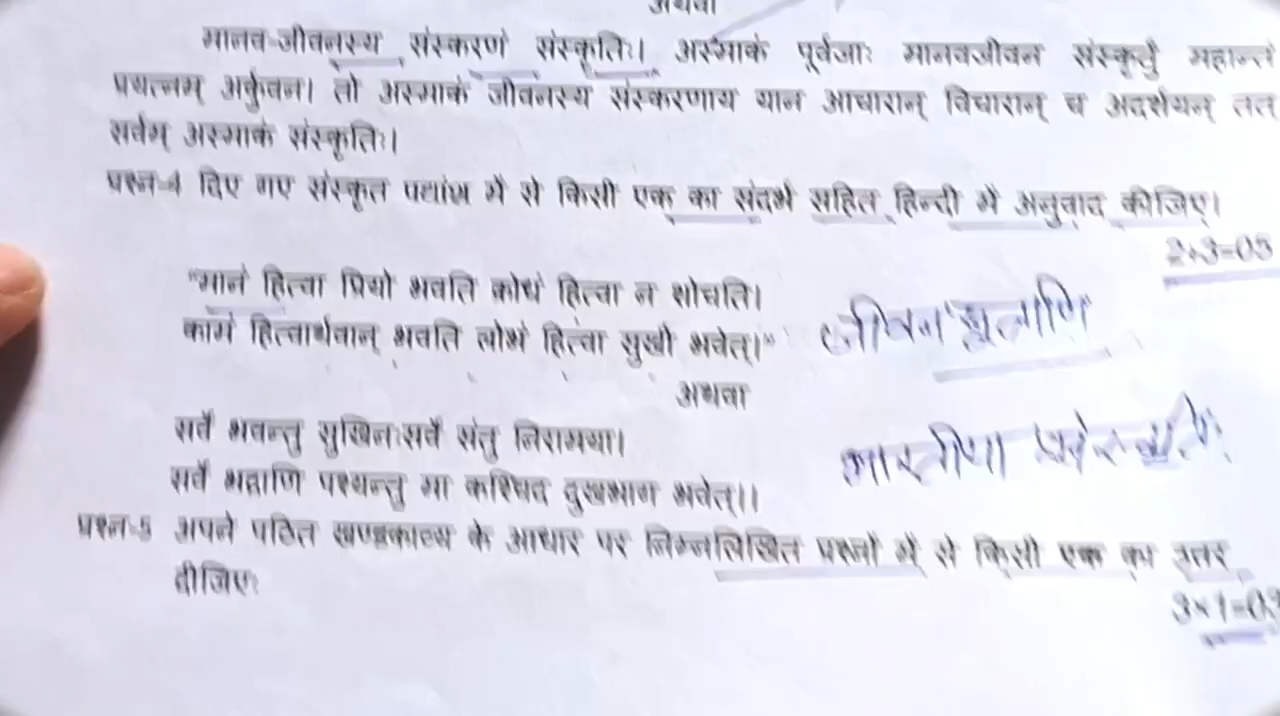 अथवा
मानव-जीवनस्य संस्करणं संस्कृतिः। अस्माकं पूर्वजाः मानवजीवन संस्कृर्तुं महान्तं
प्रयत्नम् अर्कुवन। तो अस्माकं जीवनस्य संस्करणाय यान आचारान् विचारान् च अदर्शयन् तत्
सर्वम् अस्माकं संस्कृतिः।
प्रश्न-4 दिए गए संस्कृत पद्यांश में से किसी एक का संदर्भ सहित हिन्दी में अनुवाद कीजिए।
2+3=05
"मानं हित्वा प्रियो भवति क्रोधं हित्वा न शोचति।
कामं हित्वार्थवान् भवति लोभं हित्वा सुखी भवेत्।"
जीवन सूत्राणि
अथवा
सर्वे भवन्तु सुखिनःसर्वे संतु निरामया।
सर्वे भद्राणि पश्यन्तु मा कश्चिद दुखभाग भवेत्।।
प्रश्न-5 अपने पठित खण्डकाव्य के आधार पर निम्नलिखित प्रश्नों में से किसी एक का उत्तर
दीजिएः
3×1=03